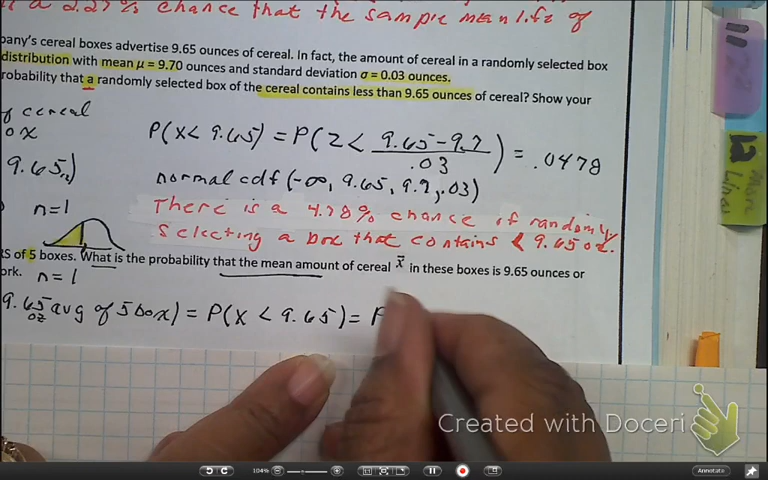 a 2.27% chance that the sample mean life of
pany's cereal boxes advertise 9.65 ounces of cereal. In fact, the amount of cereal in a randomly selected box
distribution with mean μ = 9.70 ounces and standard deviation σ = 0.03 ounces.
robability that a randomly selected box of the cereal contains less than 9.65 ounces of cereal? Show your
of cereal
ox
P(X < 9.65) = P(Z < (9.65-9.7)/.03) = .0478
9.65)
normalcdf(-∞, 9.65, 9.7, .03)
n=1
There is a 4.78% chance of randomly
selecting a box that contains < 9.65 oz.
S of 5 boxes. What is the probability that the mean amount of cereal x̄ in these boxes is 9.65 ounces or
ork. n=1
9.65 avg of 5 box) = P(X < 9.65) = P
oz
Created with Doceri
104%
Annotate